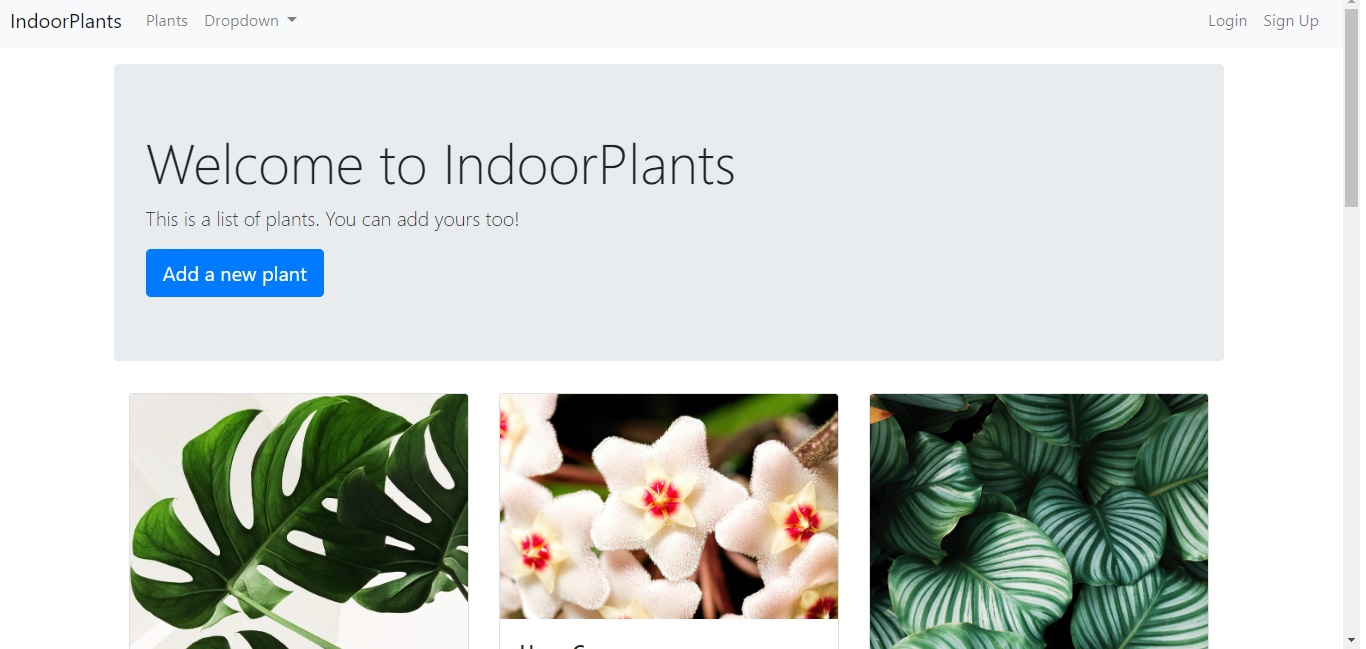 IndoorPlants Plants Dropdown Login Sign Up
Welcome to IndoorPlants
This is a list of plants. You can add yours too!
Add a new plant